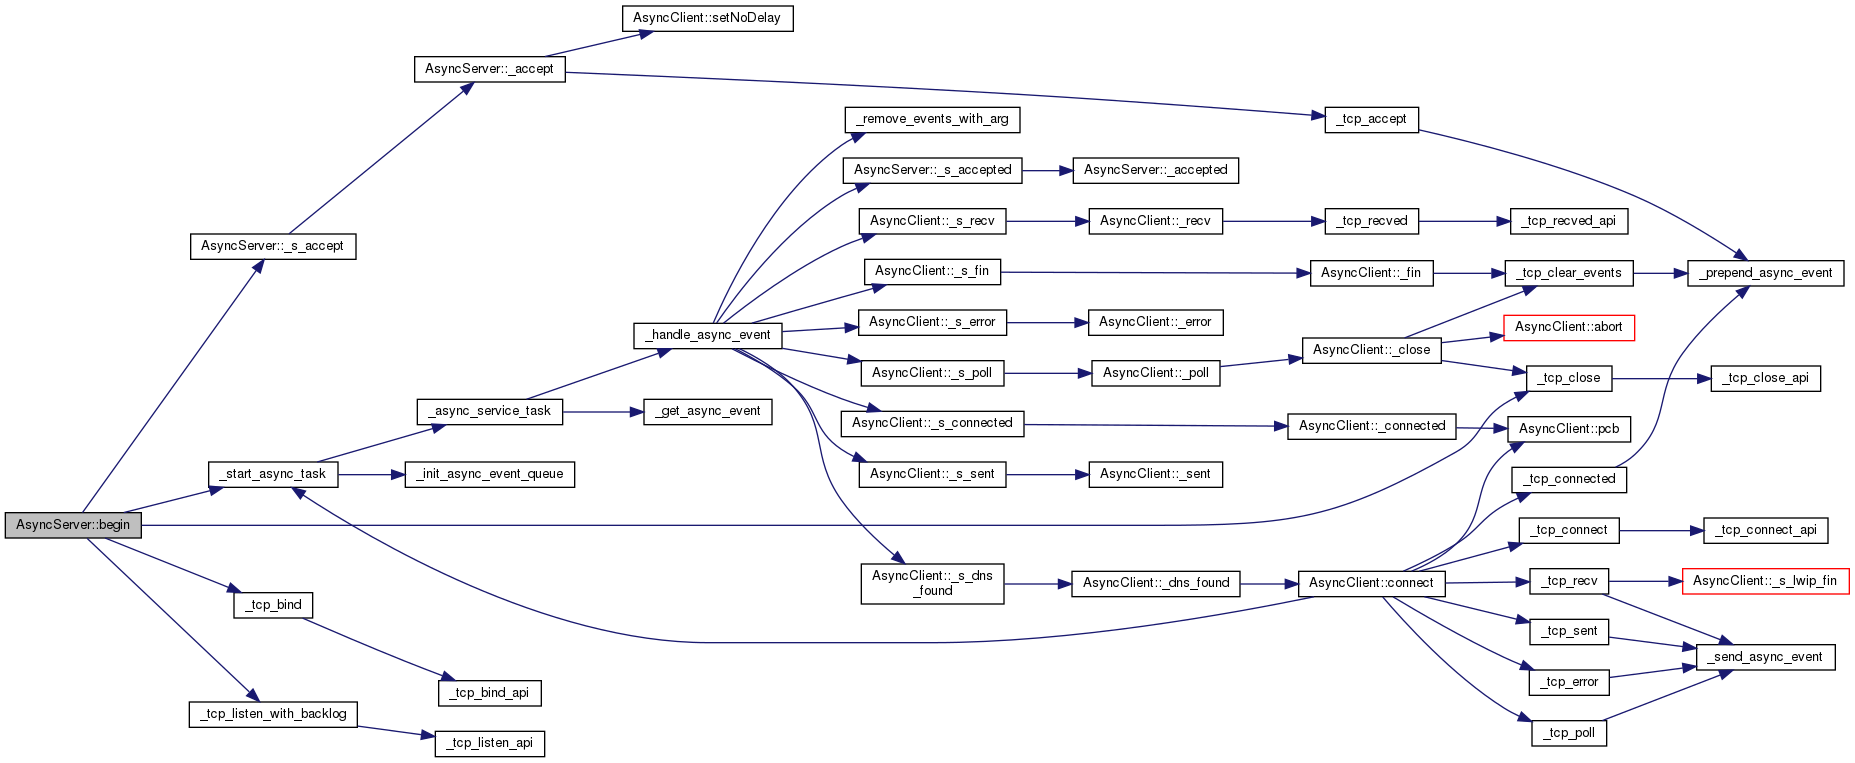 AsyncClient::setNoDelay
AsyncServer::_accept
_remove_events_with_arg
_tcp_accept
AsyncServer::_s_accepted
AsyncServer::_accepted
AsyncClient::_s_recv
AsyncClient::_recv
_tcp_recved
_tcp_recved_api
AsyncServer::_s_accept
AsyncClient::_s_fin
AsyncClient::_fin
_tcp_clear_events
_prepend_async_event
_handle_async_event
AsyncClient::_s_error
AsyncClient::_error
AsyncClient::abort
AsyncClient::_close
AsyncClient::_s_poll
AsyncClient::_poll
_tcp_close
_tcp_close_api
_async_service_task
_get_async_event
AsyncClient::_s_connected
AsyncClient::_connected
AsyncClient::pcb
_start_async_task
_init_async_event_queue
AsyncClient::_s_sent
AsyncClient::_sent
_tcp_connected
AsyncServer::begin
_tcp_connect
_tcp_connect_api
AsyncClient::_s_dns
_found
AsyncClient::_dns_found
AsyncClient::connect
_tcp_recv
AsyncClient::_s_lwip_fin
_tcp_bind
_tcp_sent
_send_async_event
_tcp_error
_tcp_bind_api
_tcp_listen_with_backlog
_tcp_poll
_tcp_listen_api